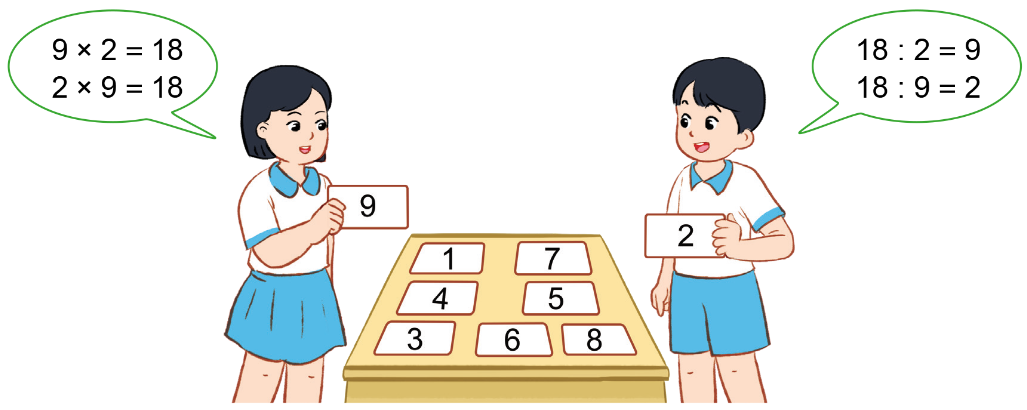 9 × 2 = 18
2 × 9 = 18
18 : 2 = 9
18 : 9 = 2
9
2
1 7
4 5
3 6 8